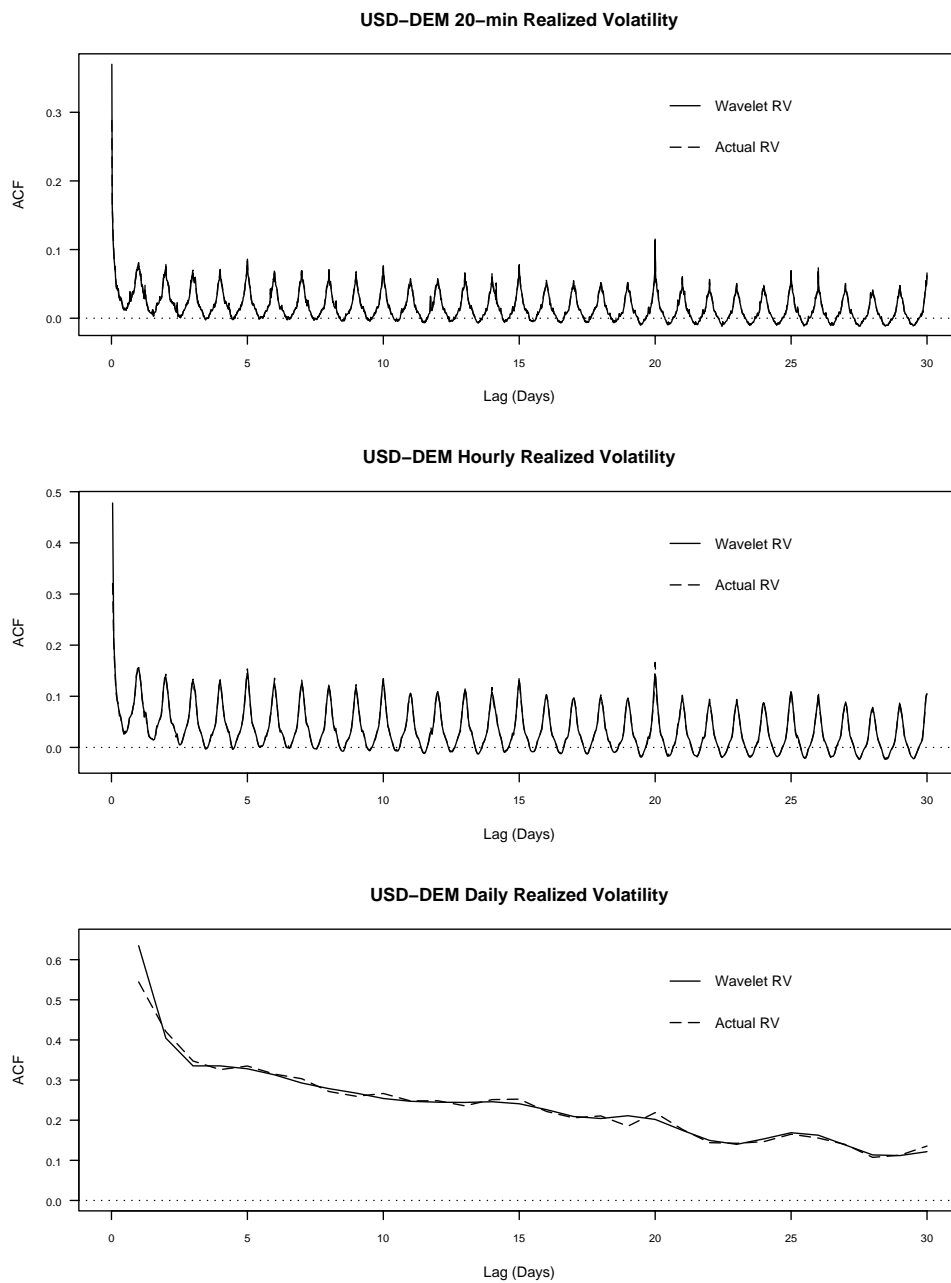 USD−DEM 20−min Realized Volatility
ACF
0.3
0.2
0.1
0.0
Wavelet RV
Actual RV
0 5 10 15 20 25 30
Lag (Days)
USD−DEM Hourly Realized Volatility
ACF
0.5
0.4
0.3
0.2
0.1
0.0
Wavelet RV
Actual RV
0 5 10 15 20 25 30
Lag (Days)
USD−DEM Daily Realized Volatility
ACF
0.6
0.5
0.4
0.3
0.2
0.1
0.0
Wavelet RV
Actual RV
0 5 10 15 20 25 30
Lag (Days)